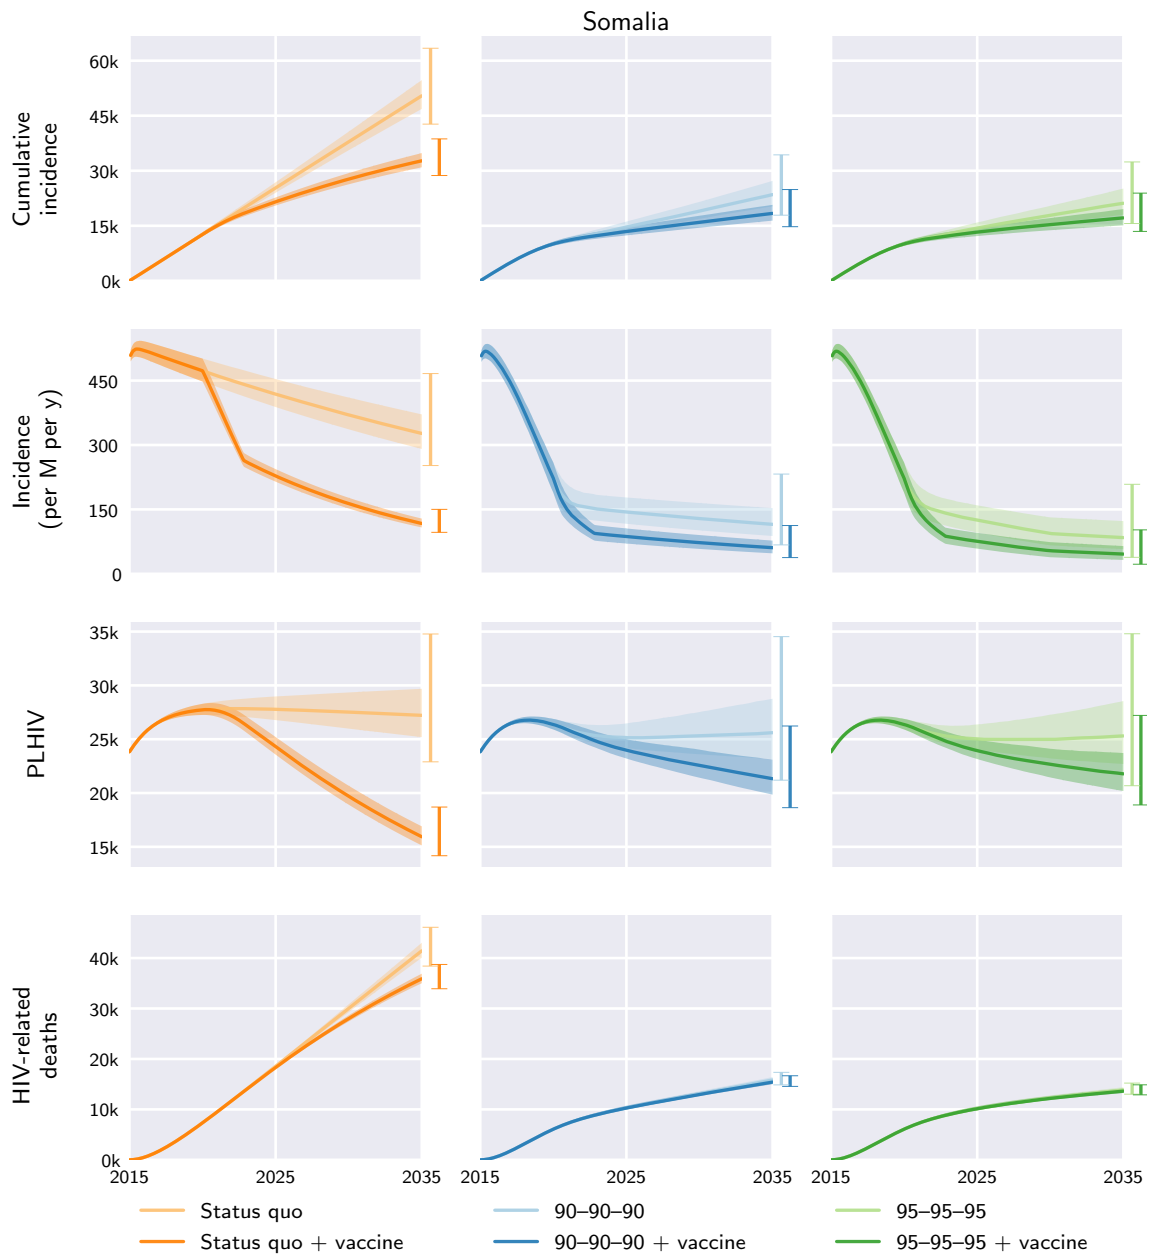 Somalia
Cumulative
incidence
60k
45k
30k
15k
0k
Incidence
(per M per y)
450
300
150
0
PLHIV
35k
30k
25k
20k
15k
HIV-related
deaths
40k
30k
20k
10k
0k
2015 2025 2035
2015 2025 2035
2015 2025 2035
Status quo
Status quo + vaccine
90–90–90
90–90–90 + vaccine
95–95–95
95–95–95 + vaccine